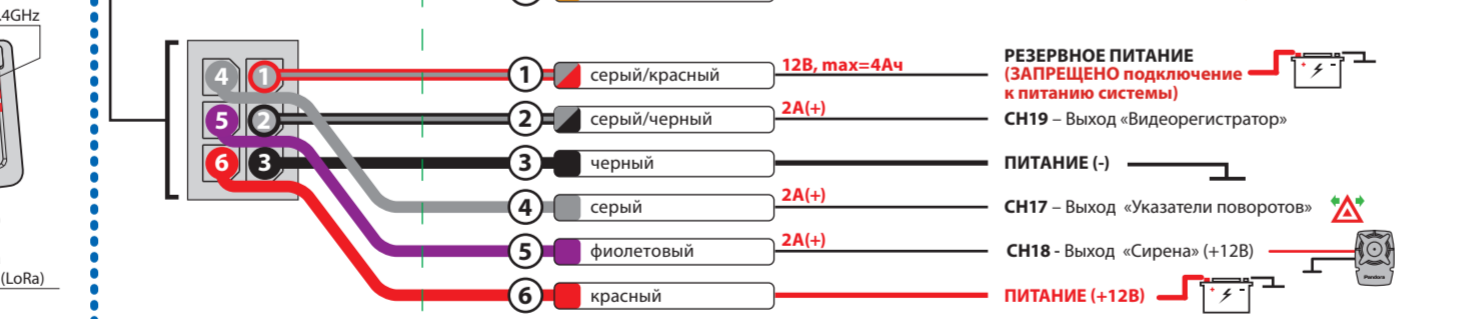 .4GHz
4 1
5 2
6 3
(LoRa)
1 серый/красный 12В, max=4Ач РЕЗЕРВНОЕ ПИТАНИЕ
(ЗАПРЕЩЕНО подключение
к питанию системы)
2 серый/черный 2А(+) CH19 – Выход «Видеорегистратор»
3 черный ПИТАНИЕ (-)
4 серый 2А(+) CH17 – Выход «Указатели поворотов»
5 фиолетовый 2А(+) CH18 - Выход «Сирена» (+12В)
Pandora
6 красный ПИТАНИЕ (+12В)